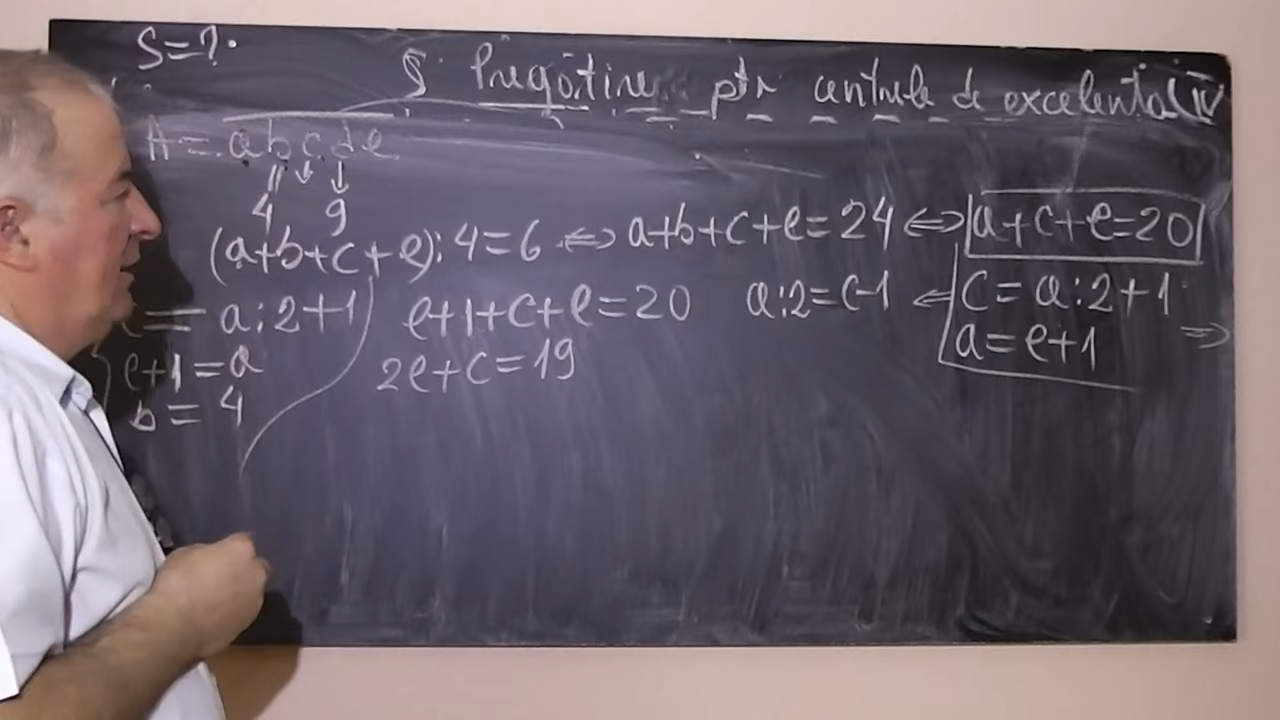 S=?
§ Pregătire ptr centrele de excelență (IV
A = abcde
4 9
(a+b+c+e):4=6 ⇔ a+b+c+e=24 ⇔ a+c+e=20
= a:2+1 e+1+c+e=20 a:2=c-1 ⇐ c=a:2+1
e+1=a 2e+c=19 a=e+1 ⇒
b=4